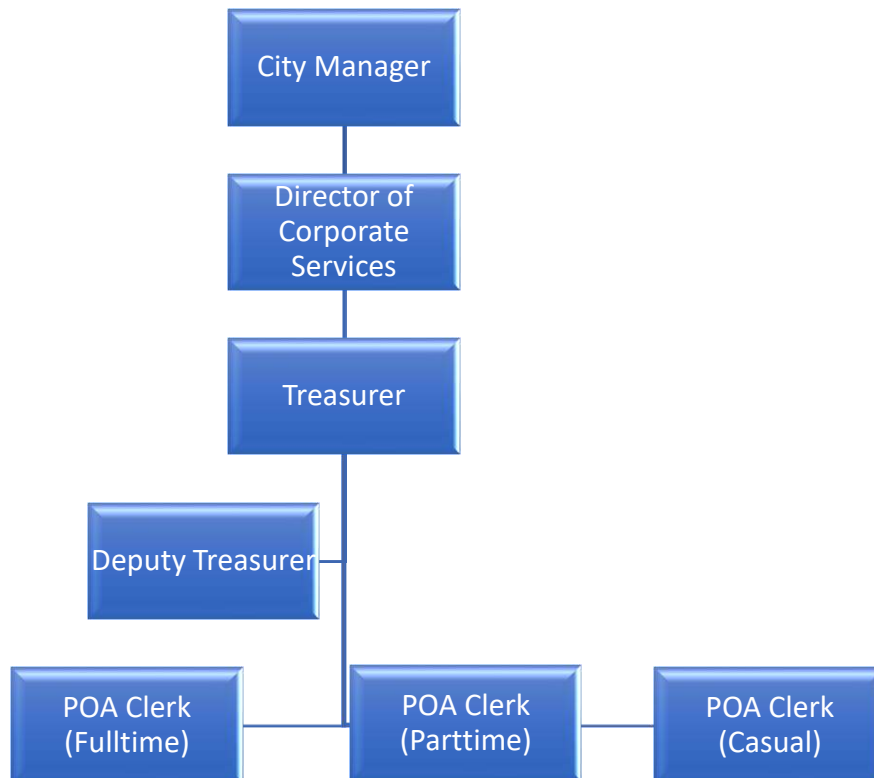 City Manager
Director of
Corporate
Services
Treasurer
Deputy Treasurer
POA Clerk
(Fulltime)
POA Clerk
(Parttime)
POA Clerk
(Casual)